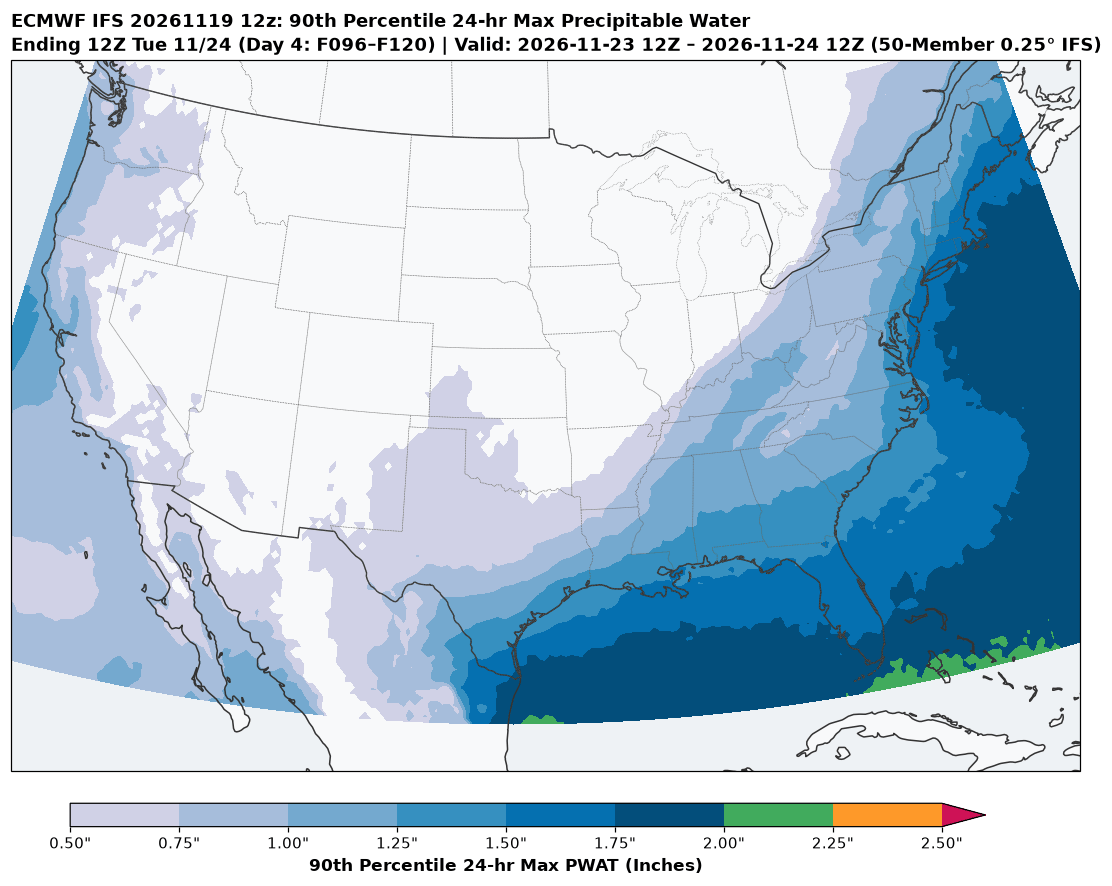 ECMWF IFS 20261119 12z: 90th Percentile 24-hr Max Precipitable Water
Ending 12Z Tue 11/24 (Day 4: F096–F120) | Valid: 2026-11-23 12Z – 2026-11-24 12Z (50-Member 0.25° IFS)
0.50" 0.75" 1.00" 1.25" 1.50" 1.75" 2.00" 2.25" 2.50"
90th Percentile 24-hr Max PWAT (Inches)